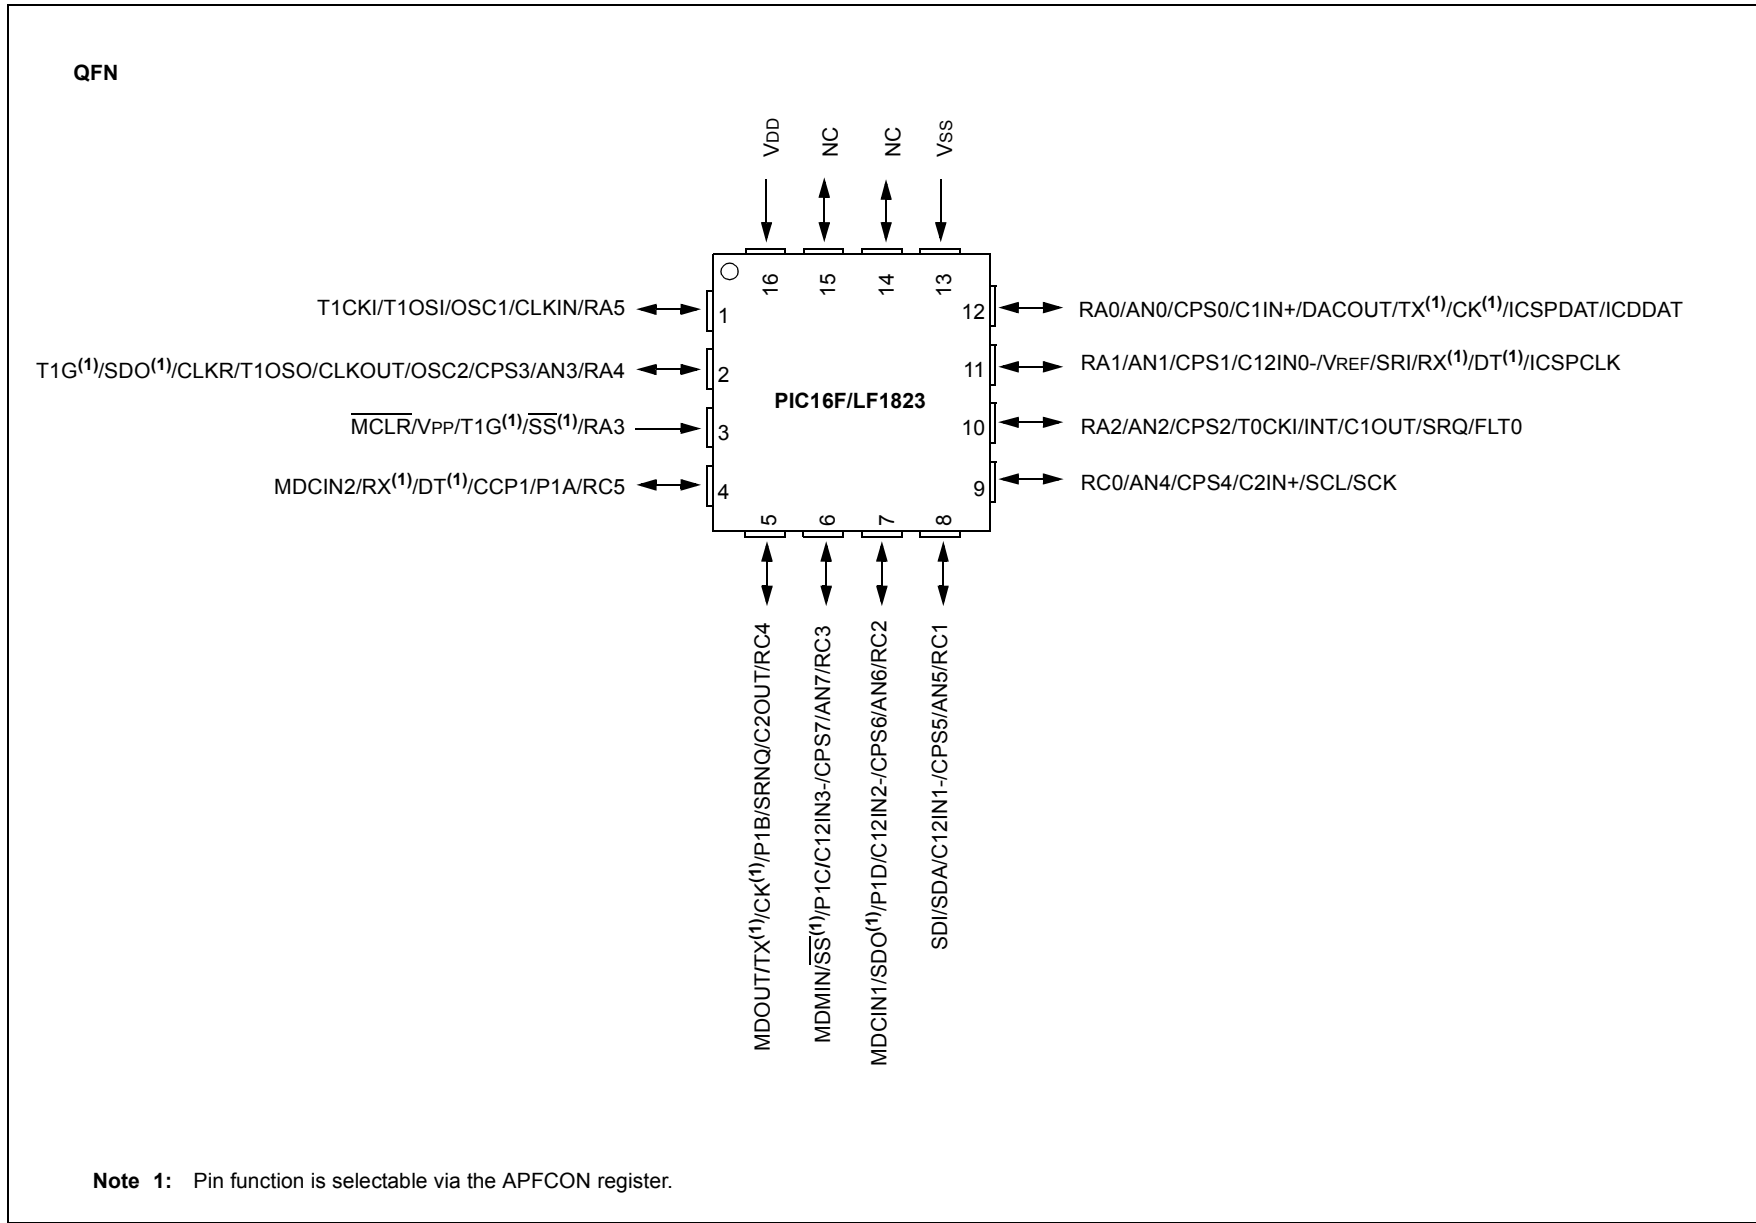 QFN
VDD
NC
NC
VSS
16
15
14
13
T1CKI/T1OSI/OSC1/CLKIN/RA5
1
12
RA0/AN0/CPS0/C1IN+/DACOUT/TX(1)/CK(1)/ICSPDAT/ICDDAT
T1G(1)/SDO(1)/CLKR/T1OSO/CLKOUT/OSC2/CPS3/AN3/RA4
2
11
RA1/AN1/CPS1/C12IN0-/VREF/SRI/RX(1)/DT(1)/ICSPCLK
PIC16F/LF1823
M̅C̅L̅R̅/VPP/T1G(1)/S̅S̅(1)/RA3
3
10
RA2/AN2/CPS2/T0CKI/INT/C1OUT/SRQ/FLT0
MDCIN2/RX(1)/DT(1)/CCP1/P1A/RC5
4
9
RC0/AN4/CPS4/C2IN+/SCL/SCK
5
6
7
8
MDOUT/TX(1)/CK(1)/P1B/SRNQ/C2OUT/RC4
MDMIN/S̅S̅(1)/P1C/C12IN3-/CPS7/AN7/RC3
MDCIN1/SDO(1)/P1D/C12IN2-/CPS6/AN6/RC2
SDI/SDA/C12IN1-/CPS5/AN5/RC1
Note 1: Pin function is selectable via the APFCON register.